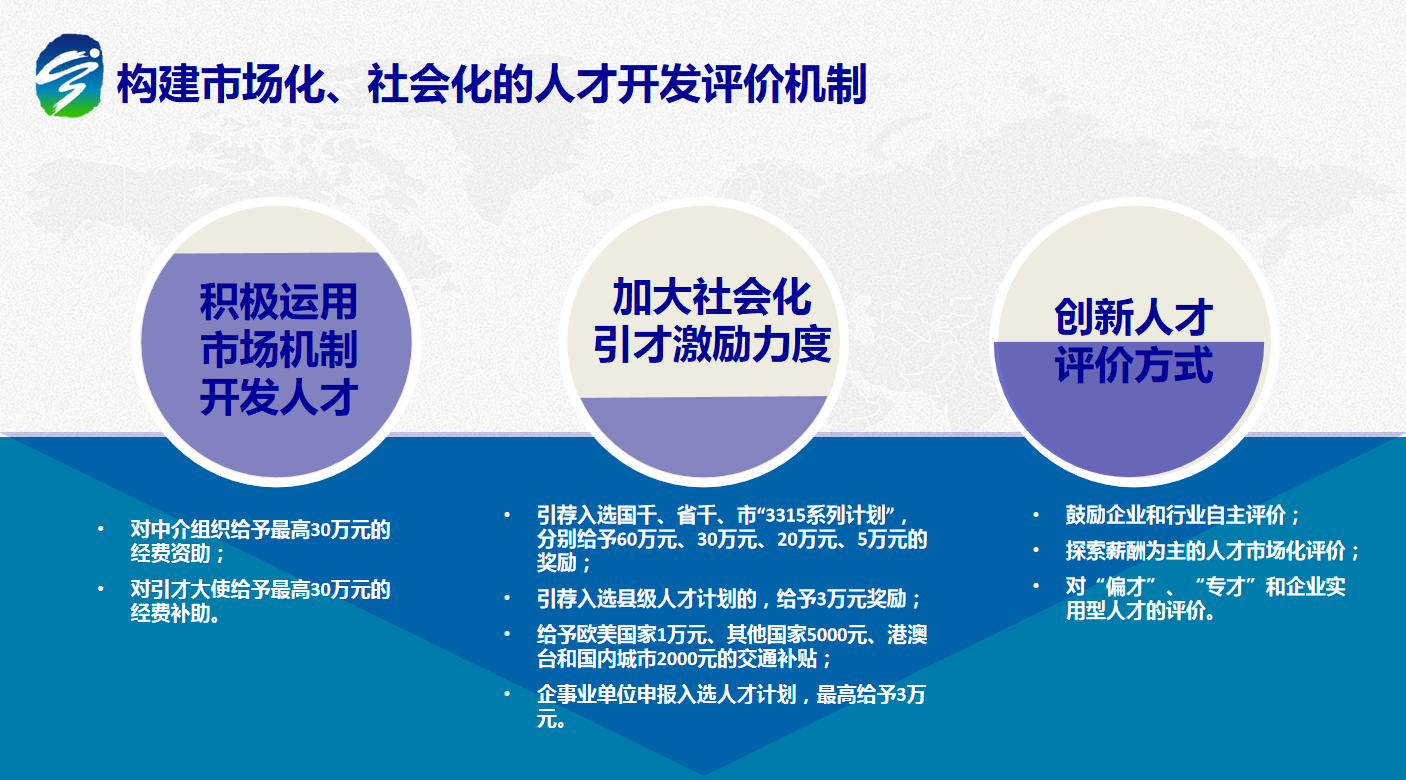 构建市场化、社会化的人才开发评价机制
积极运用
市场机制
开发人才
加大社会化
引才激励力度
创新人才
评价方式
• 对中介组织给予最高30万元的
经费资助；
• 对引才大使给予最高30万元的
经费补助。
• 引荐入选国千、省千、市“3315系列计划”，
分别给予60万元、30万元、20万元、5万元的
奖励；
• 引荐入选县级人才计划的，给予3万元奖励；
• 给予欧美国家1万元、其他国家5000元、港澳
台和国内城市2000元的交通补贴；
• 企事业单位申报入选人才计划，最高给予3万
元。
• 鼓励企业和行业自主评价；
• 探索薪酬为主的人才市场化评价；
• 对“偏才”、“专才”和企业实
用型人才的评价。